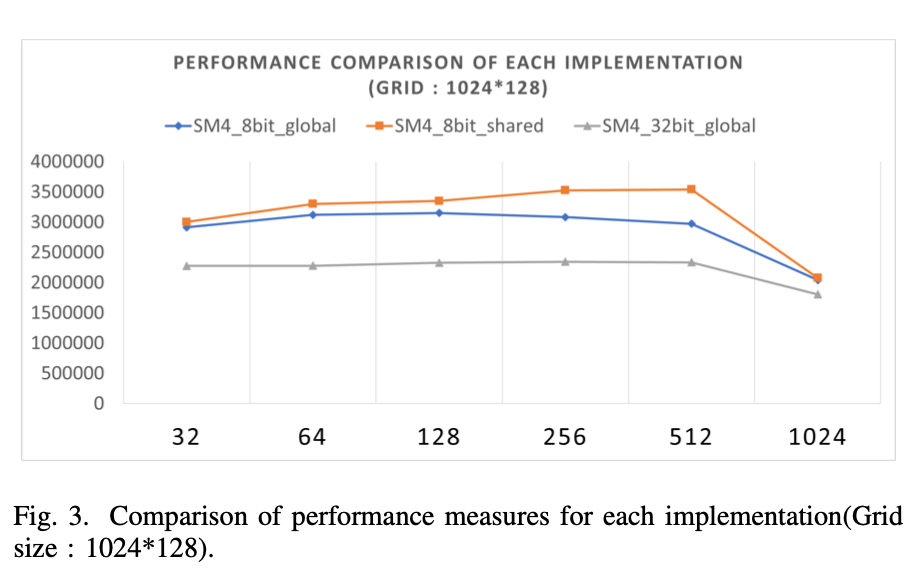 PERFORMANCE COMPARISON OF EACH IMPLEMENTATION
(GRID : 1024*128)
SM4_8bit_global SM4_8bit_shared SM4_32bit_global
4000000
3500000
3000000
2500000
2000000
1500000
1000000
500000
0
32 64 128 256 512 1024
Fig. 3. Comparison of performance measures for each implementation(Grid
size : 1024*128).